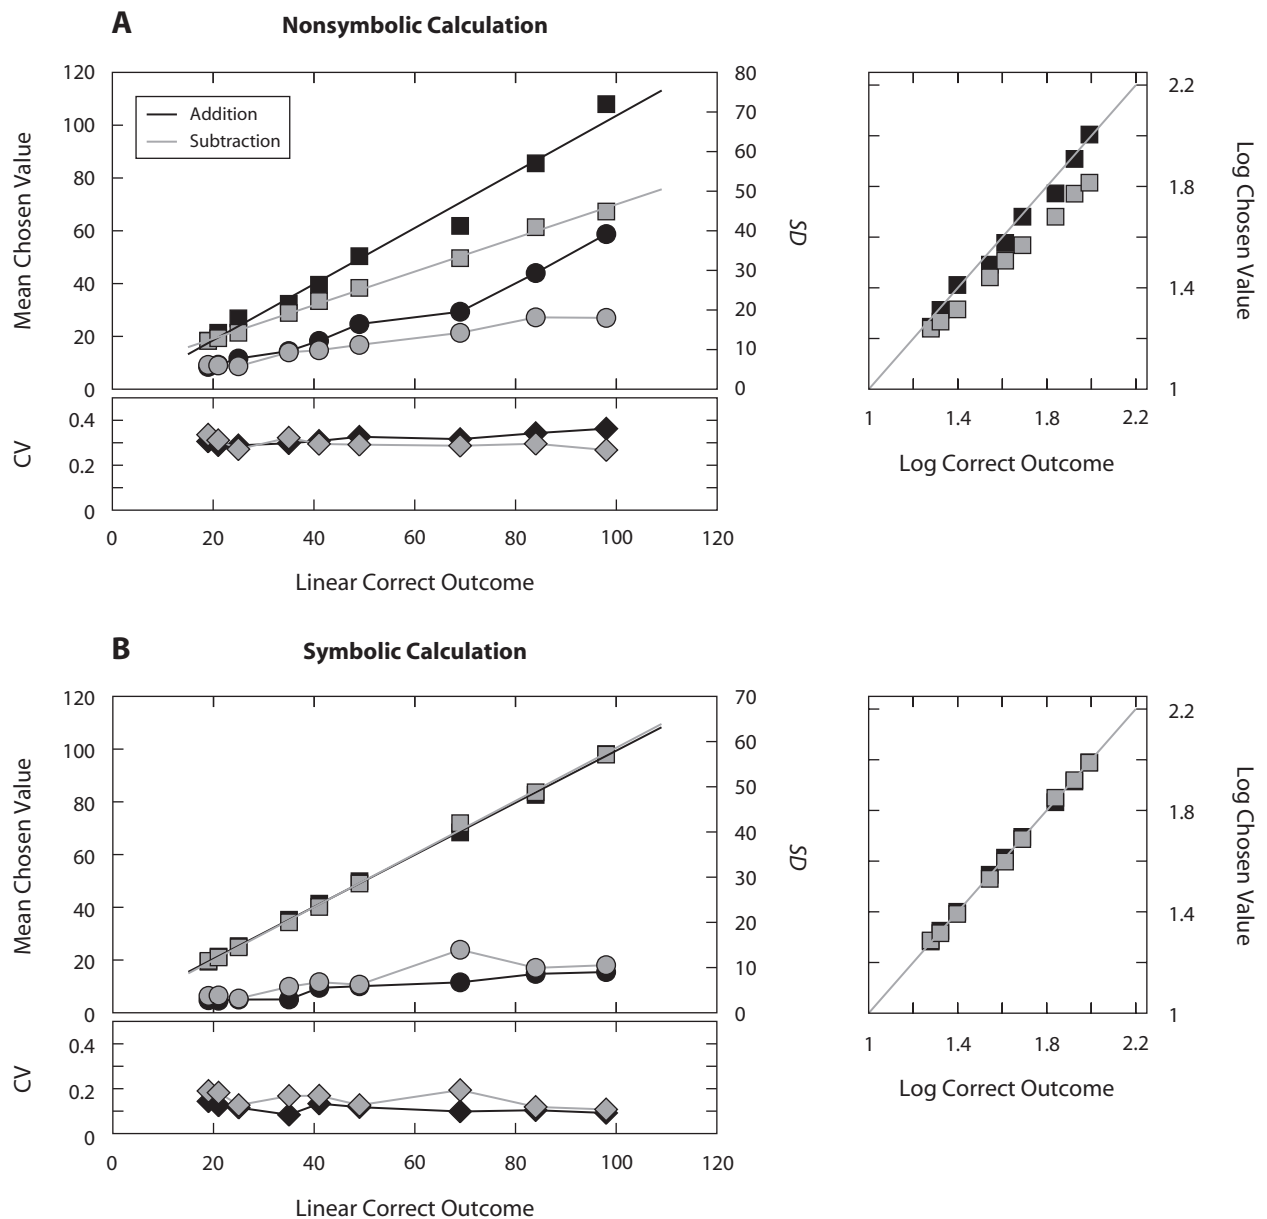 A Nonsymbolic Calculation
120
100
80
60
40
20
0
Mean Chosen Value
Addition
Subtraction
80
70
60
50
40
30
20
10
0
SD
0.4
0.2
0
CV
0 20 40 60 80 100 120
Linear Correct Outcome
2.2
1.8
1.4
1
Log Chosen Value
1 1.4 1.8 2.2
Log Correct Outcome
B Symbolic Calculation
120
100
80
60
40
20
0
Mean Chosen Value
70
60
50
40
30
20
10
0
SD
0.4
0.2
0
CV
0 20 40 60 80 100 120
Linear Correct Outcome
2.2
1.8
1.4
1
Log Chosen Value
1 1.4 1.8 2.2
Log Correct Outcome